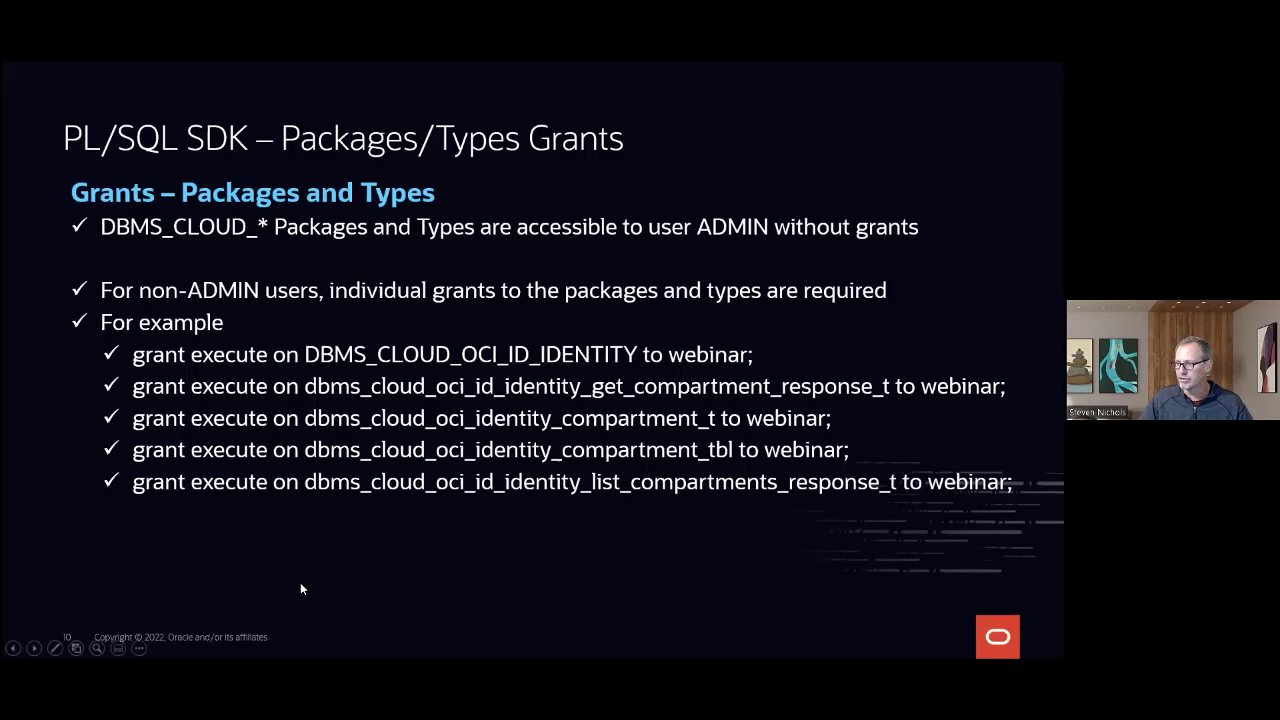 PL/SQL SDK – Packages/Types Grants
Grants – Packages and Types
✓ DBMS_CLOUD_* Packages and Types are accessible to user ADMIN without grants
✓ For non-ADMIN users, individual grants to the packages and types are required
✓ For example
✓ grant execute on DBMS_CLOUD_OCI_ID_IDENTITY to webinar;
✓ grant execute on dbms_cloud_oci_id_identity_get_compartment_response_t to webinar;
✓ grant execute on dbms_cloud_oci_identity_compartment_t to webinar;
✓ grant execute on dbms_cloud_oci_identity_compartment_tbl to webinar;
✓ grant execute on dbms_cloud_oci_id_identity_list_compartments_response_t to webinar;
Steven Nichols
10 Copyright © 2022, Oracle and/or its affiliates